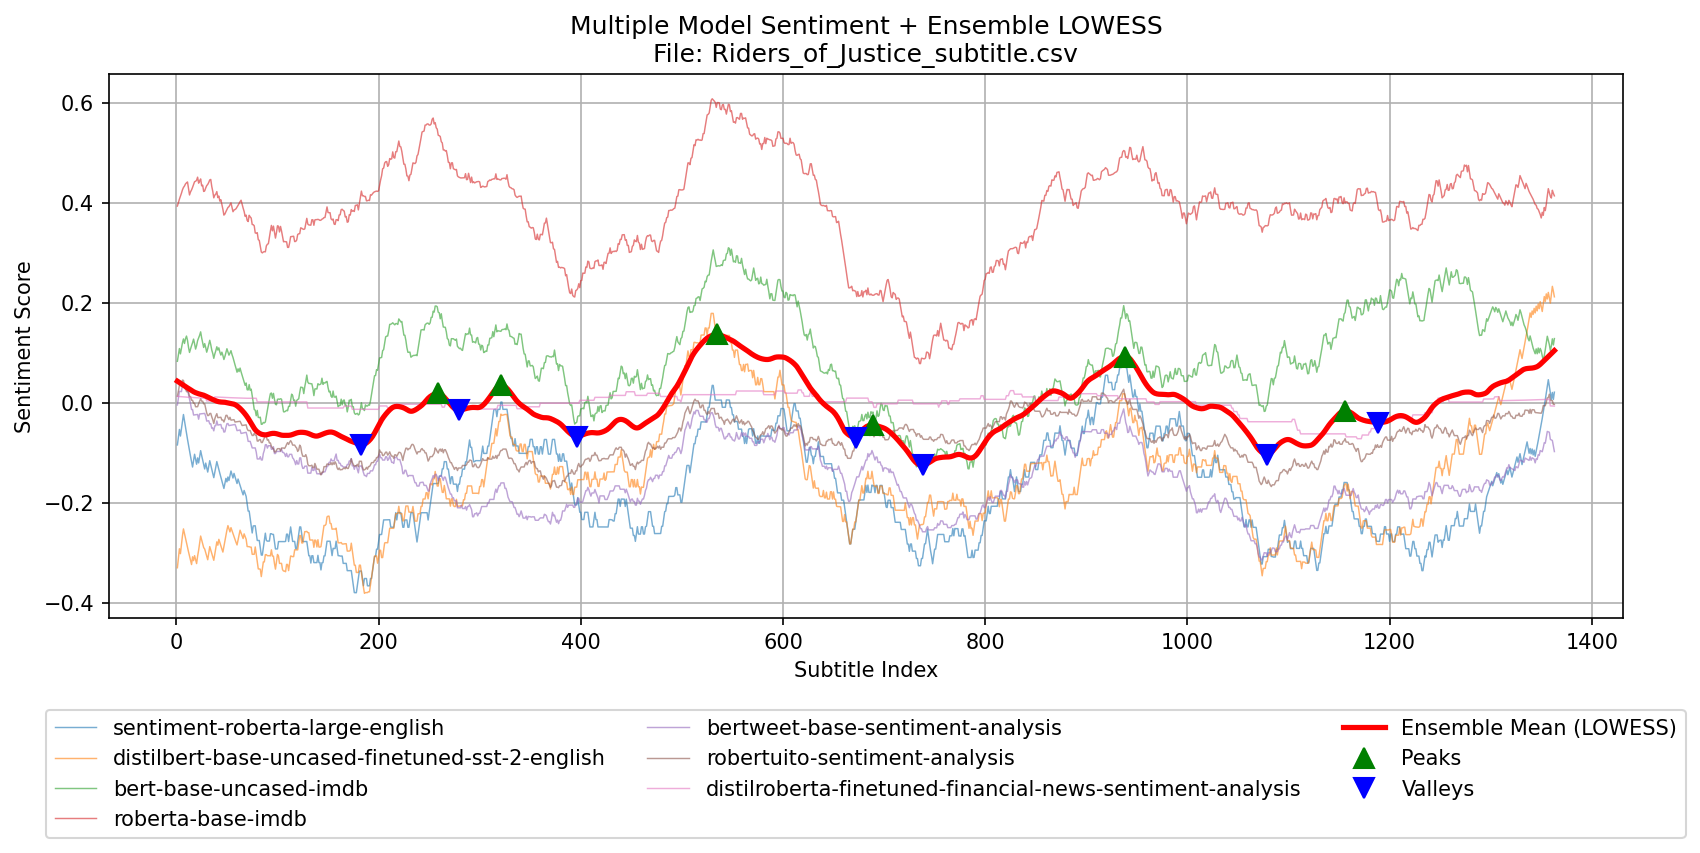 Multiple Model Sentiment + Ensemble LOWESS
File: Riders_of_Justice_subtitle.csv
Sentiment Score
0.6
0.4
0.2
0.0
−0.2
−0.4
0
200
400
600
800
1000
1200
1400
Subtitle Index
sentiment-roberta-large-english
distilbert-base-uncased-finetuned-sst-2-english
bert-base-uncased-imdb
roberta-base-imdb
bertweet-base-sentiment-analysis
robertuito-sentiment-analysis
distilroberta-finetuned-financial-news-sentiment-analysis
Ensemble Mean (LOWESS)
Peaks
Valleys